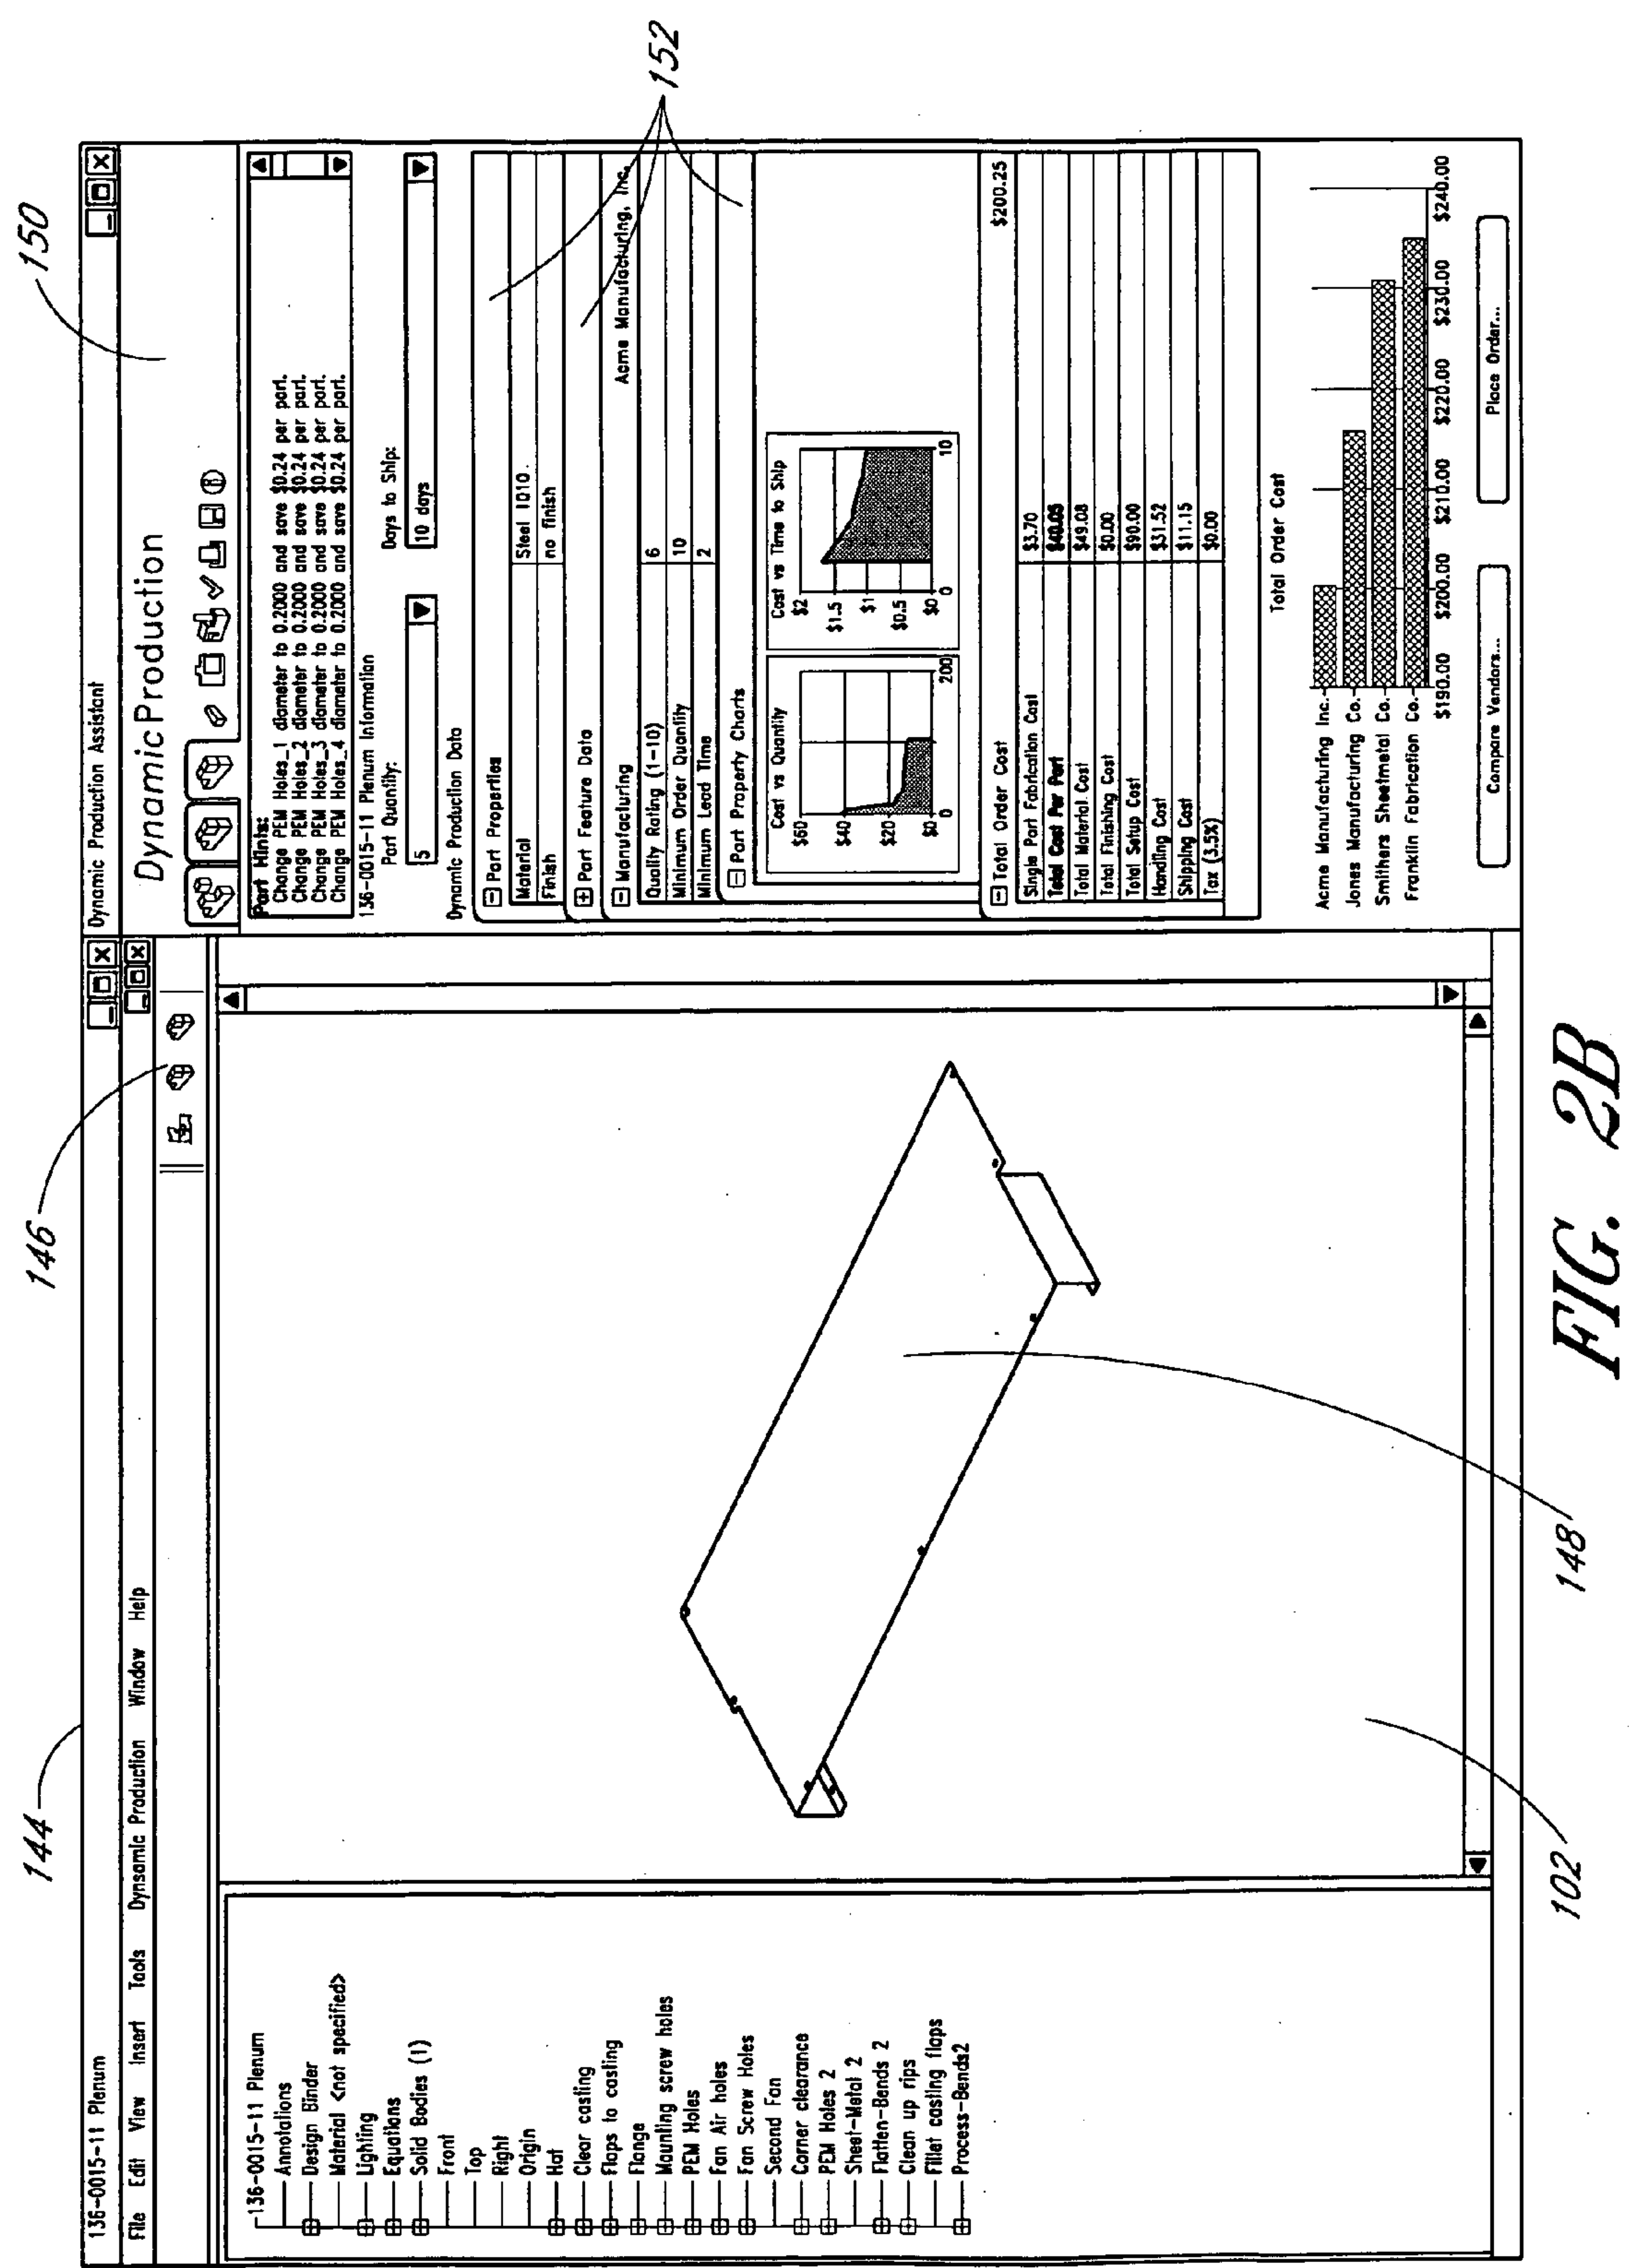 144
146
150
136-0015-11 Plenum
File Edit View Insert Tools Dynsamic Production Window Help
-136-0015-11 Plenum
Annotations
Design Binder
Material <not specified>
Lighting
Equations
Solid Bodies (1)
Front
Top
Right
Origin
Hat
Clear casting
Flaps to casting
Flange
Mounting screw holes
PEM Holes
Fan Air holes
Fan Screw Holes
Second Fan
Corner clearance
PEM Holes 2
Sheet-Metal 2
Flatten-Bends 2
Clean up rips
Fillet casting flaps
Process-Bends2
Dynamic Production Assistant
DynamicProduction
Part Hints:
Change PEM Holes_1 diameter to 0.2000 and save $0.24 per part.
Change PEM Holes_2 diameter to 0.2000 and save $0.24 per part.
Change PEM Holes_3 diameter to 0.2000 and save $0.24 per part.
Change PEM Holes_4 diameter to 0.2000 and save $0.24 per part.
136-0015-11 Plenum Information
Part Quantity: Days to Ship:
5 10 days
Dynamic Production Data
Part Properties
Material Steel 1010
Finish no finish
Part Feature Data
Manufacturing Acme Manufacturing, Inc.
Quality Rating (1-10) 6
Minimum Order Quantity 10
Minimum Lead Time 2
Part Property Charts
Cost vs Quantity
$60
$40
$20
$0
0 200
Cost vs Time to Ship
$2
$1.5
$1
$0.5
$0
0 10
Total Order Cost $200.25
Single Part Fabrication Cost $3.70
Total Cost Per Part $40.05
Total Material Cost $49.08
Total Finishing Cost $0.00
Total Setup Cost $90.00
Handling Cost $31.52
Shipping Cost $11.15
Tax (3.5%) $0.00
Total Order Cost
Acme Manufacturing Inc.
Jones Manufacturing Co.
Smithers Sheetmetal Co.
Franklin Fabrication Co.
$190.00 $200.00 $210.00 $220.00 $230.00 $240.00
Compare Vendors... Place Order...
152
102
148
FIG. 2B